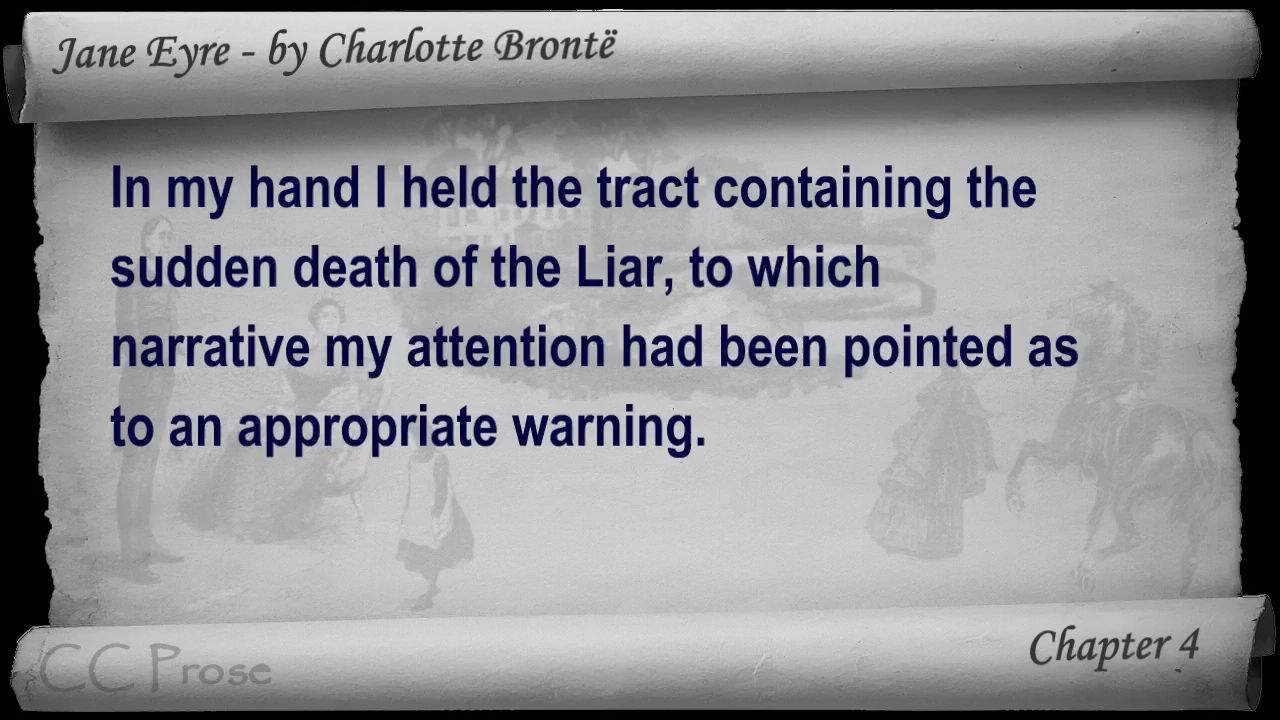 Jane Eyre - by Charlotte Brontë
In my hand I held the tract containing the
sudden death of the Liar, to which
narrative my attention had been pointed as
to an appropriate warning.
Chapter 4
CC Prose